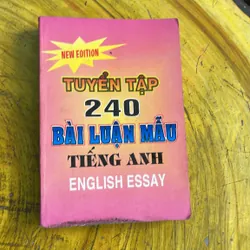 NEW EDITION
TUYỂN TẬP
240
BÀI LUẬN MẪU
TIẾNG ANH
ENGLISH ESSAY